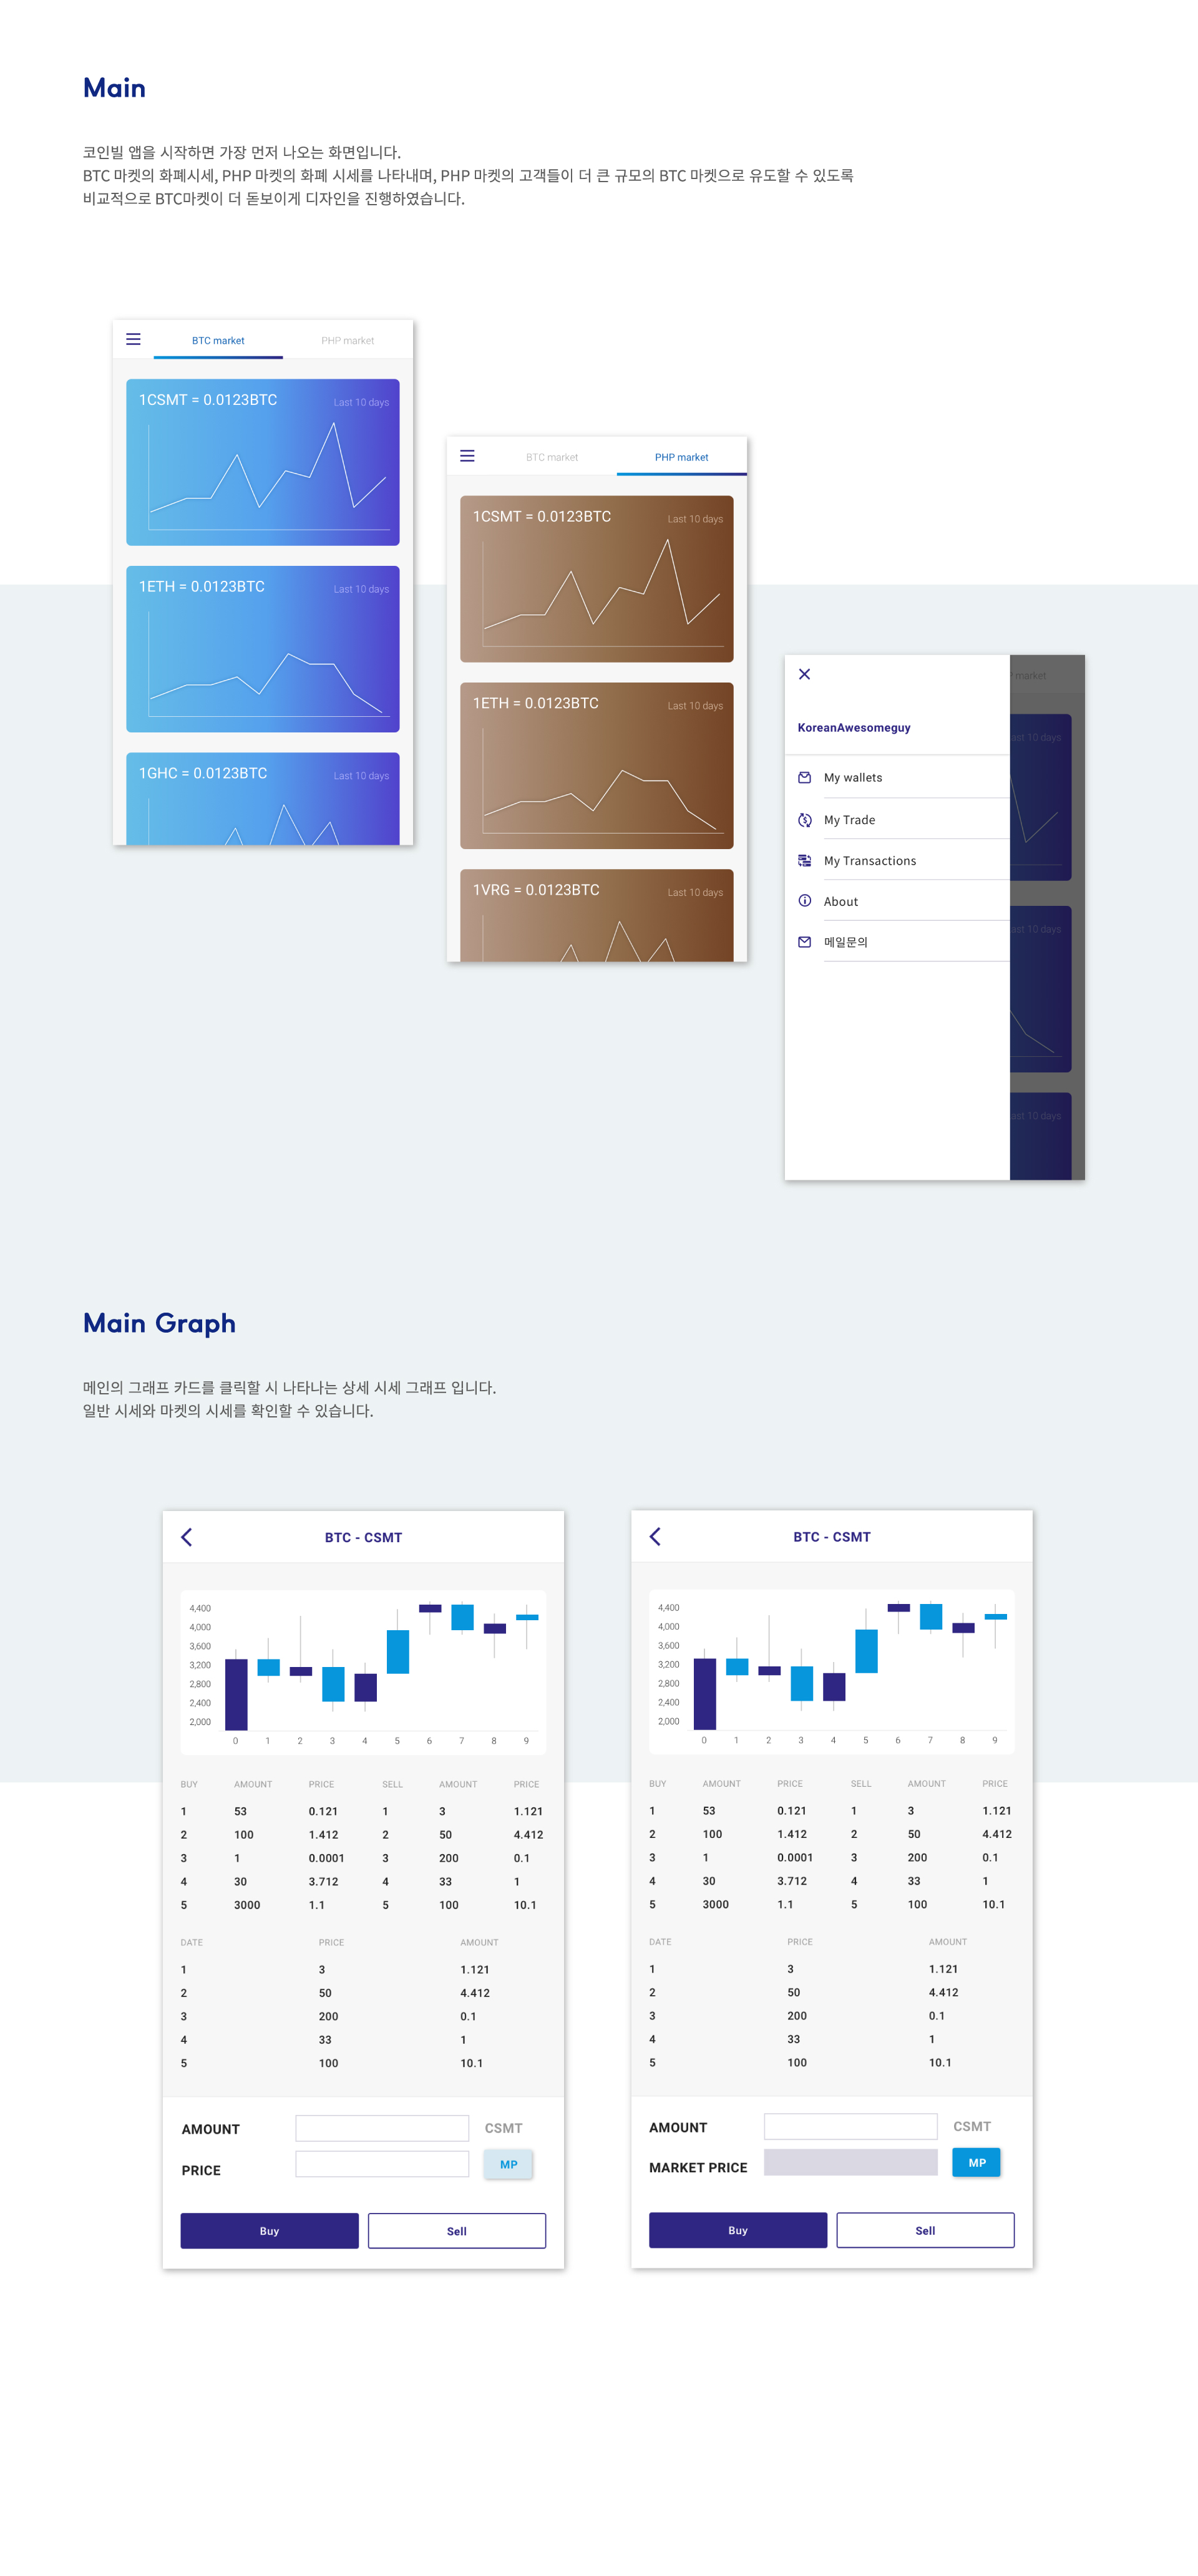 Main
코인빌 앱을 시작하면 가장 먼저 나오는 화면입니다.
BTC 마켓의 화폐시세, PHP 마켓의 화폐 시세를 나타내며, PHP 마켓의 고객들이 더 큰 규모의 BTC 마켓으로 유도할 수 있도록
비교적으로 BTC마켓이 더 돋보이게 디자인을 진행하였습니다.
BTC market PHP market
1CSMT = 0.0123BTC Last 10 days
1ETH = 0.0123BTC Last 10 days
1GHC = 0.0123BTC Last 10 days
BTC market PHP market
1CSMT = 0.0123BTC Last 10 days
1ETH = 0.0123BTC Last 10 days
1VRG = 0.0123BTC Last 10 days
market
KoreanAwesomeguy
My wallets
My Trade
My Transactions
About
메일문의
ast 10 days
ast 10 days
ast 10 days
Main Graph
메인의 그래프 카드를 클릭할 시 나타나는 상세 시세 그래프 입니다.
일반 시세와 마켓의 시세를 확인할 수 있습니다.
BTC - CSMT
4,400
4,000
3,600
3,200
2,800
2,400
2,000
0 1 2 3 4 5 6 7 8 9
BUY AMOUNT PRICE SELL AMOUNT PRICE
1 53 0.121 1 3 1.121
2 100 1.412 2 50 4.412
3 1 0.0001 3 200 0.1
4 30 3.712 4 33 1
5 3000 1.1 5 100 10.1
DATE PRICE AMOUNT
1 3 1.121
2 50 4.412
3 200 0.1
4 33 1
5 100 10.1
AMOUNT CSMT
PRICE MP
Buy Sell
BTC - CSMT
4,400
4,000
3,600
3,200
2,800
2,400
2,000
0 1 2 3 4 5 6 7 8 9
BUY AMOUNT PRICE SELL AMOUNT PRICE
1 53 0.121 1 3 1.121
2 100 1.412 2 50 4.412
3 1 0.0001 3 200 0.1
4 30 3.712 4 33 1
5 3000 1.1 5 100 10.1
DATE PRICE AMOUNT
1 3 1.121
2 50 4.412
3 200 0.1
4 33 1
5 100 10.1
AMOUNT CSMT
MARKET PRICE MP
Buy Sell